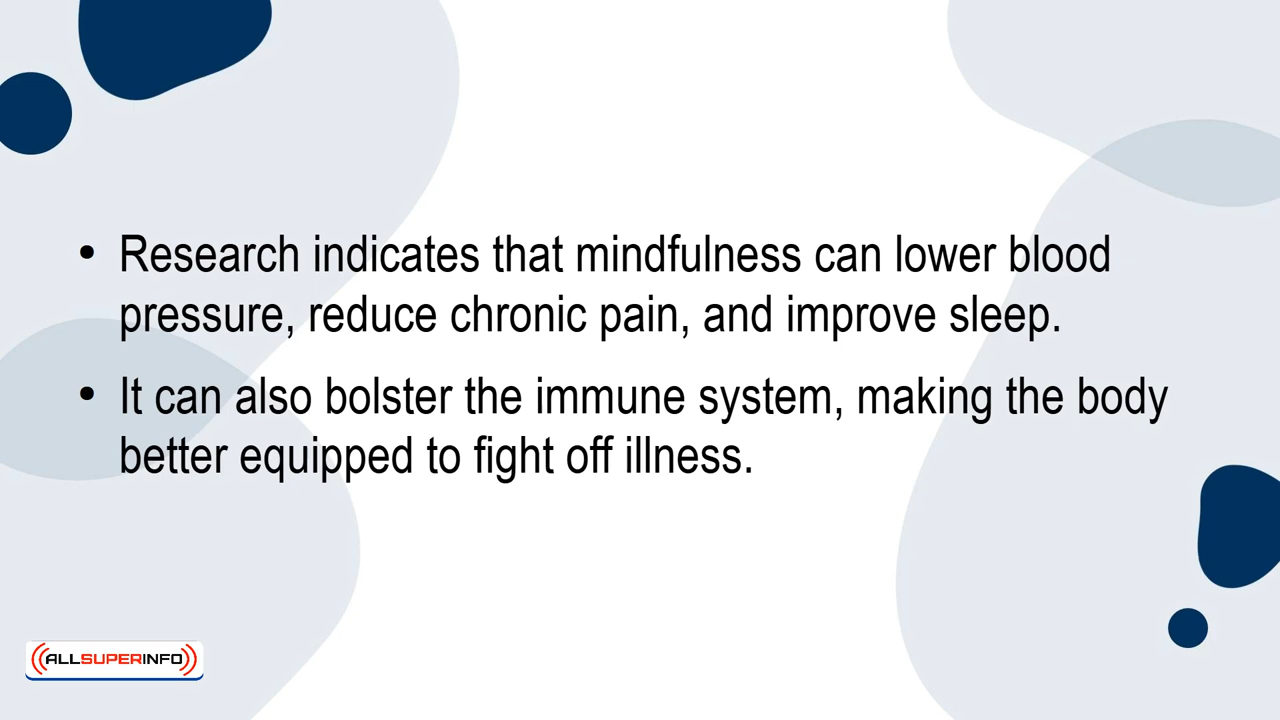 • Research indicates that mindfulness can lower blood
pressure, reduce chronic pain, and improve sleep.
• It can also bolster the immune system, making the body
better equipped to fight off illness.
ALLSUPERINFO